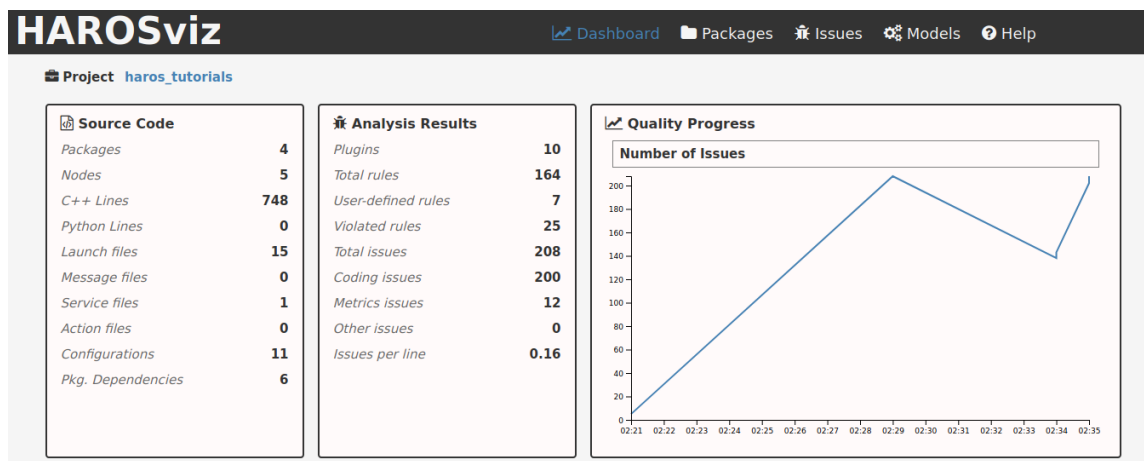 HAROSviz
Dashboard Packages Issues Models Help
Project haros_tutorials
Source Code
Packages 4
Nodes 5
C++ Lines 748
Python Lines 0
Launch files 15
Message files 0
Service files 1
Action files 0
Configurations 11
Pkg. Dependencies 6
Analysis Results
Plugins 10
Total rules 164
User-defined rules 7
Violated rules 25
Total issues 208
Coding issues 200
Metrics issues 12
Other issues 0
Issues per line 0.16
Quality Progress
Number of Issues
200
180
160
140
120
100
80
60
40
20
0
02:21 02:22 02:23 02:24 02:25 02:26 02:27 02:28 02:29 02:30 02:31 02:32 02:33 02:34 02:35